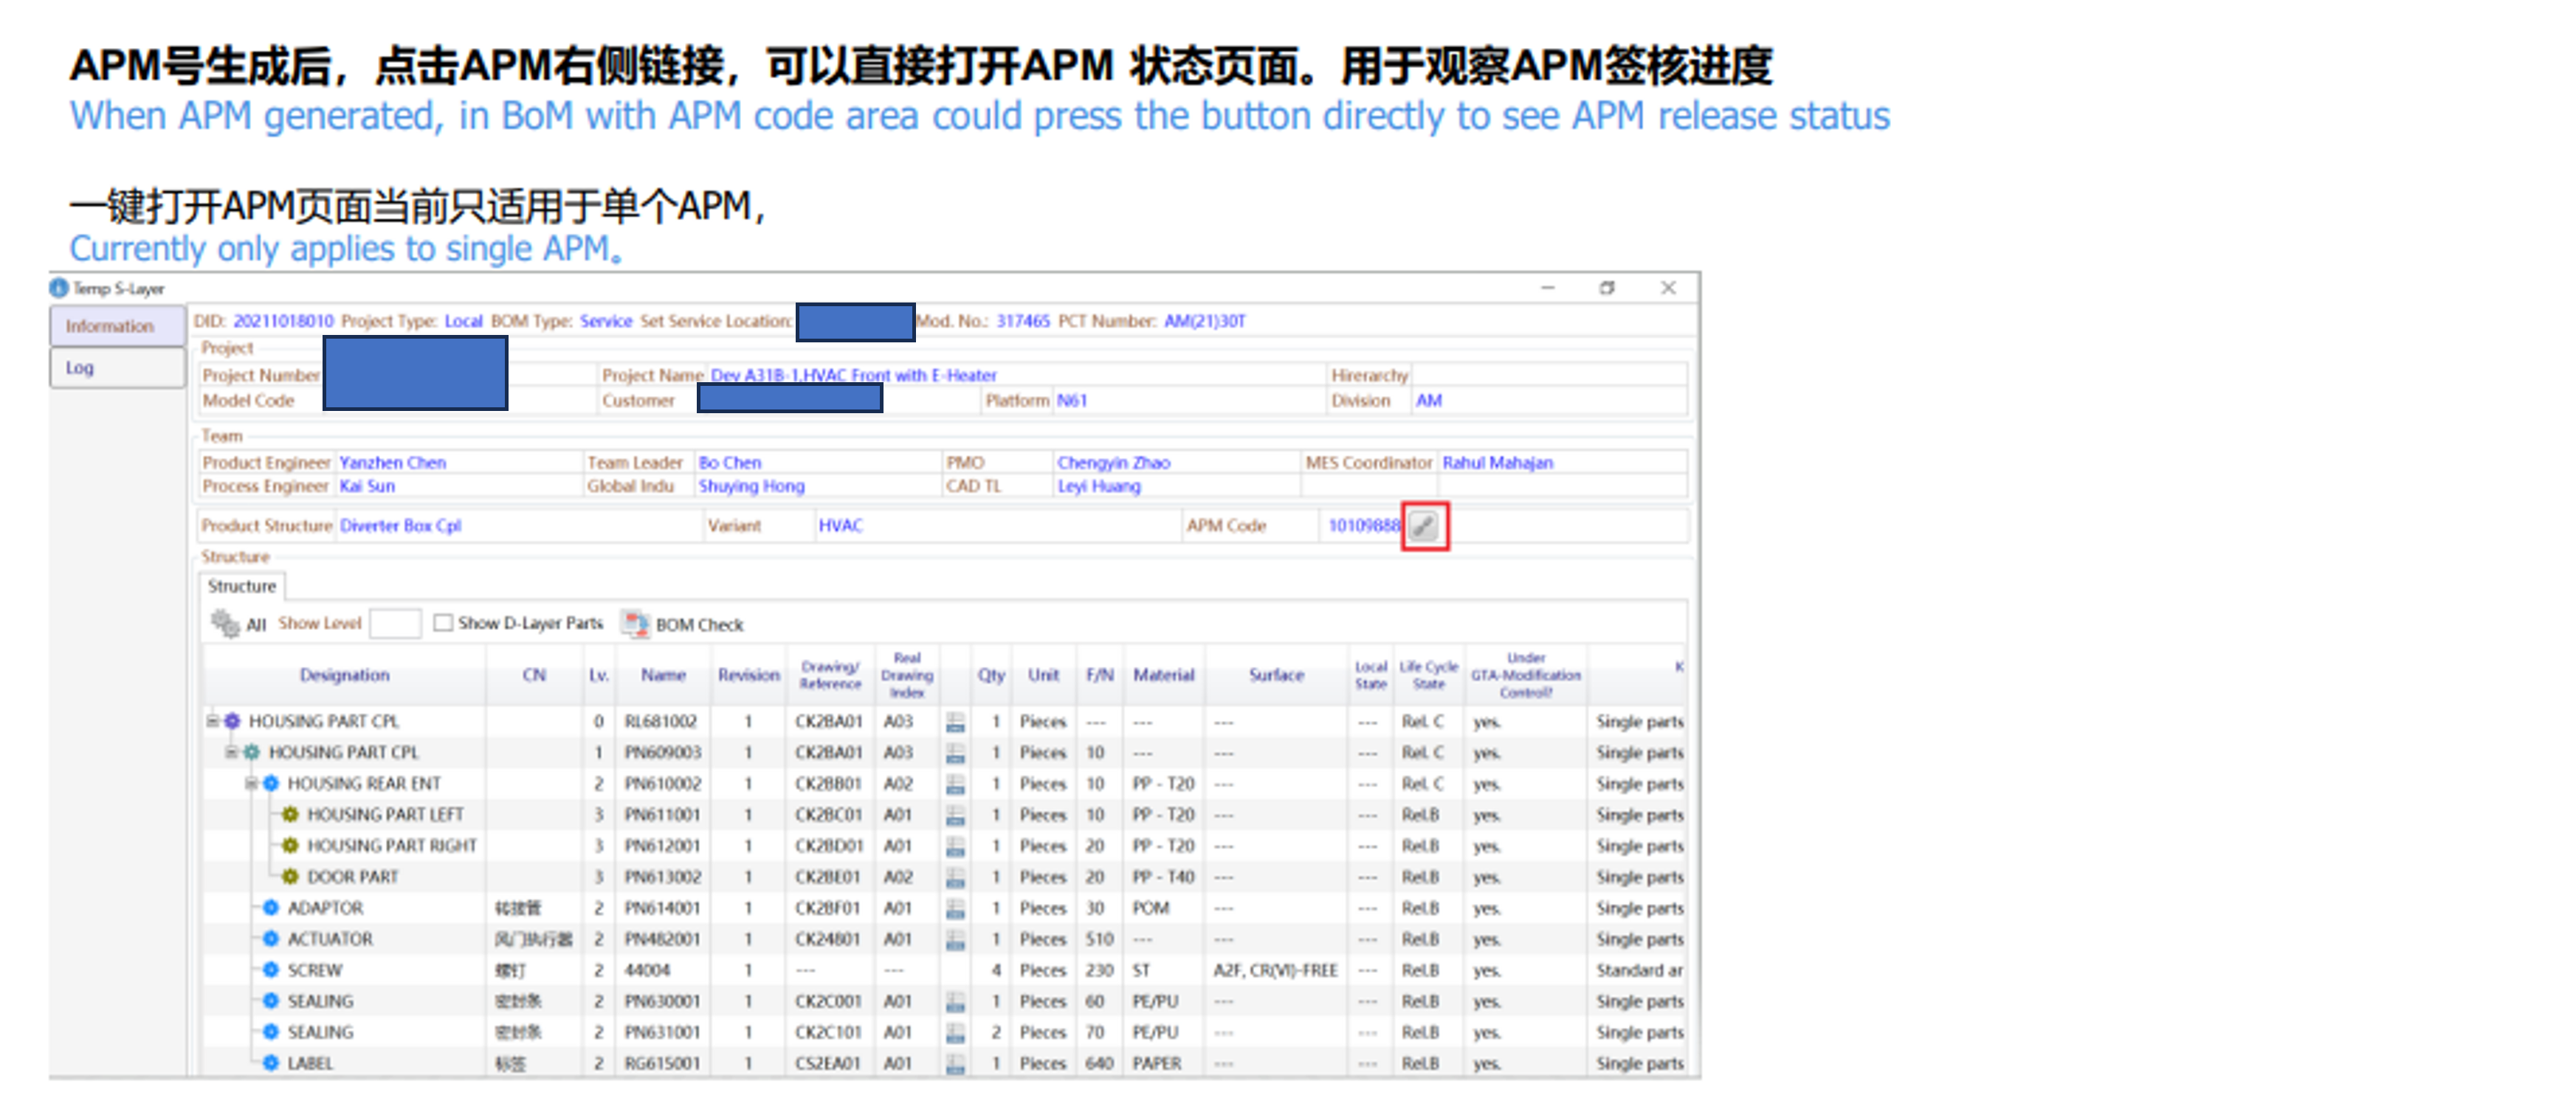 APM号生成后，点击APM右侧链接，可以直接打开APM 状态页面。用于观察APM签核进度
When APM generated, in BoM with APM code area could press the button directly to see APM release status
一键打开APM页面当前只适用于单个APM，
Currently only applies to single APM。
Temp S-Layer
Information
Log
DID: 20211018010 Project Type: Local BOM Type: Service Set Service Location: Mod. No.: 317465 PCT Number: AM(21)30T
Project
Project Number Project Name Dev A31B-1,HVAC Front with E-Heater Hirerarchy
Model Code Customer Platform N61 Division AM
Team
Product Engineer Yanzhen Chen Team Leader Bo Chen PMO Chengyin Zhao MES Coordinator Rahul Mahajan
Process Engineer Kai Sun Global Indu Shuying Hong CAD TL Leyi Huang
Product Structure Diverter Box Cpl Variant HVAC APM Code 10109888
Structure
Structure
All Show Level Show D-Layer Parts BOM Check
Designation CN Lv. Name Revision Drawing/ Reference Real Drawing Index Qty Unit F/N Material Surface Local State Life Cycle State Under GTA-Modification Control? K
HOUSING PART CPL 0 RL681002 1 CK2BA01 A03 1 Pieces --- --- --- --- Rel. C yes. Single parts
HOUSING PART CPL 1 PN609003 1 CK2BA01 A03 1 Pieces 10 --- --- --- Rel. C yes. Single parts
HOUSING REAR ENT 2 PN610002 1 CK2BB01 A02 1 Pieces 10 PP - T20 --- --- Rel. C yes. Single parts
HOUSING PART LEFT 3 PN611001 1 CK2BC01 A01 1 Pieces 10 PP - T20 --- --- Rel.B yes. Single parts
HOUSING PART RIGHT 3 PN612001 1 CK2BD01 A01 1 Pieces 20 PP - T20 --- --- Rel.B yes. Single parts
DOOR PART 3 PN613002 1 CK2BE01 A02 1 Pieces 20 PP - T40 --- --- Rel.B yes. Single parts
ADAPTOR 转接管 2 PN614001 1 CK2BF01 A01 1 Pieces 30 POM --- --- Rel.B yes. Single parts
ACTUATOR 风门执行器 2 PN482001 1 CK24801 A01 1 Pieces 510 --- --- --- Rel.B yes. Single parts
SCREW 螺钉 2 44004 1 --- --- 4 Pieces 230 ST A2F, CR(VI)-FREE --- Rel.B yes. Standard ar
SEALING 密封条 2 PN630001 1 CK2C001 A01 1 Pieces 60 PE/PU --- --- Rel.B yes. Single parts
SEALING 密封条 2 PN631001 1 CK2C101 A01 2 Pieces 70 PE/PU --- --- Rel.B yes. Single parts
LABEL 标签 2 RG615001 1 CS2EA01 A01 1 Pieces 640 PAPER --- --- Rel.B yes. Single parts